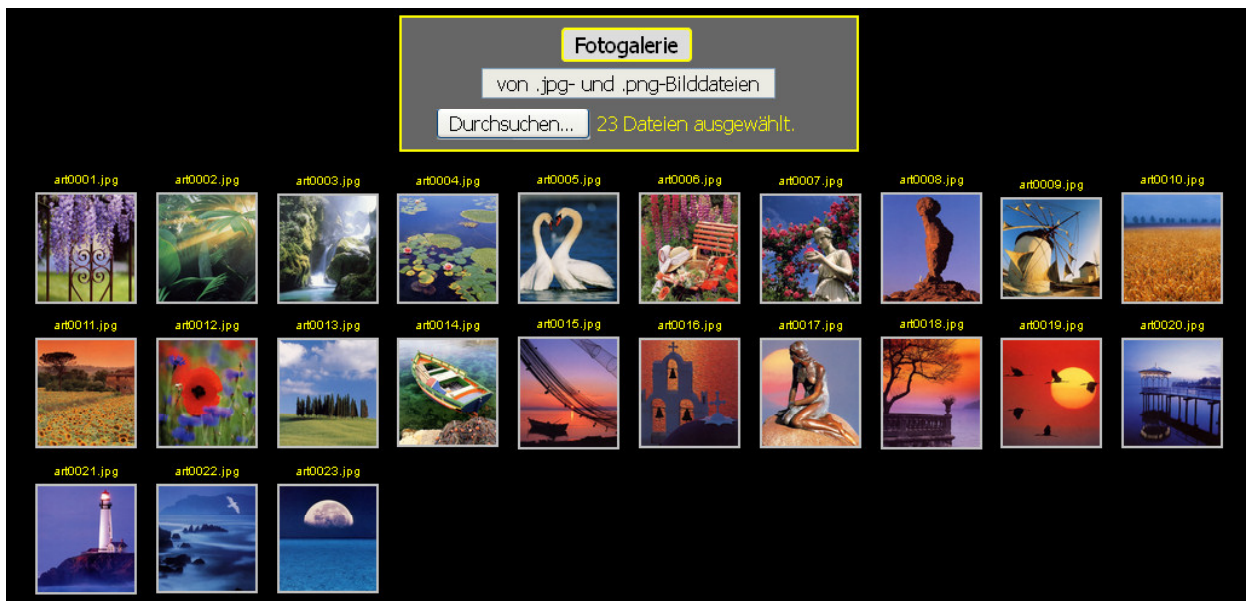 Fotogalerie
von .jpg- und .png-Bilddateien
Durchsuchen... 23 Dateien ausgewählt.
art0001.jpg art0002.jpg art0003.jpg art0004.jpg art0005.jpg art0006.jpg art0007.jpg art0008.jpg art0009.jpg art0010.jpg
art0011.jpg art0012.jpg art0013.jpg art0014.jpg art0015.jpg art0016.jpg art0017.jpg art0018.jpg art0019.jpg art0020.jpg
art0021.jpg art0022.jpg art0023.jpg